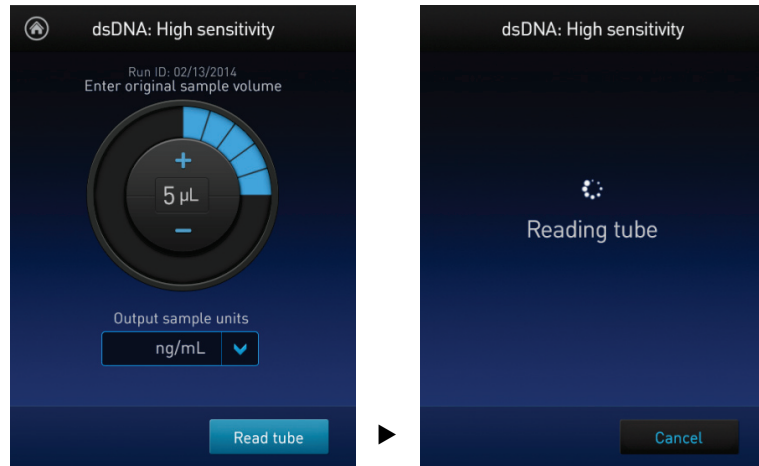 dsDNA: High sensitivity
Run ID: 02/13/2014
Enter original sample volume
+
5 µL
–
Output sample units
ng/mL
Read tube
dsDNA: High sensitivity
Reading tube
Cancel